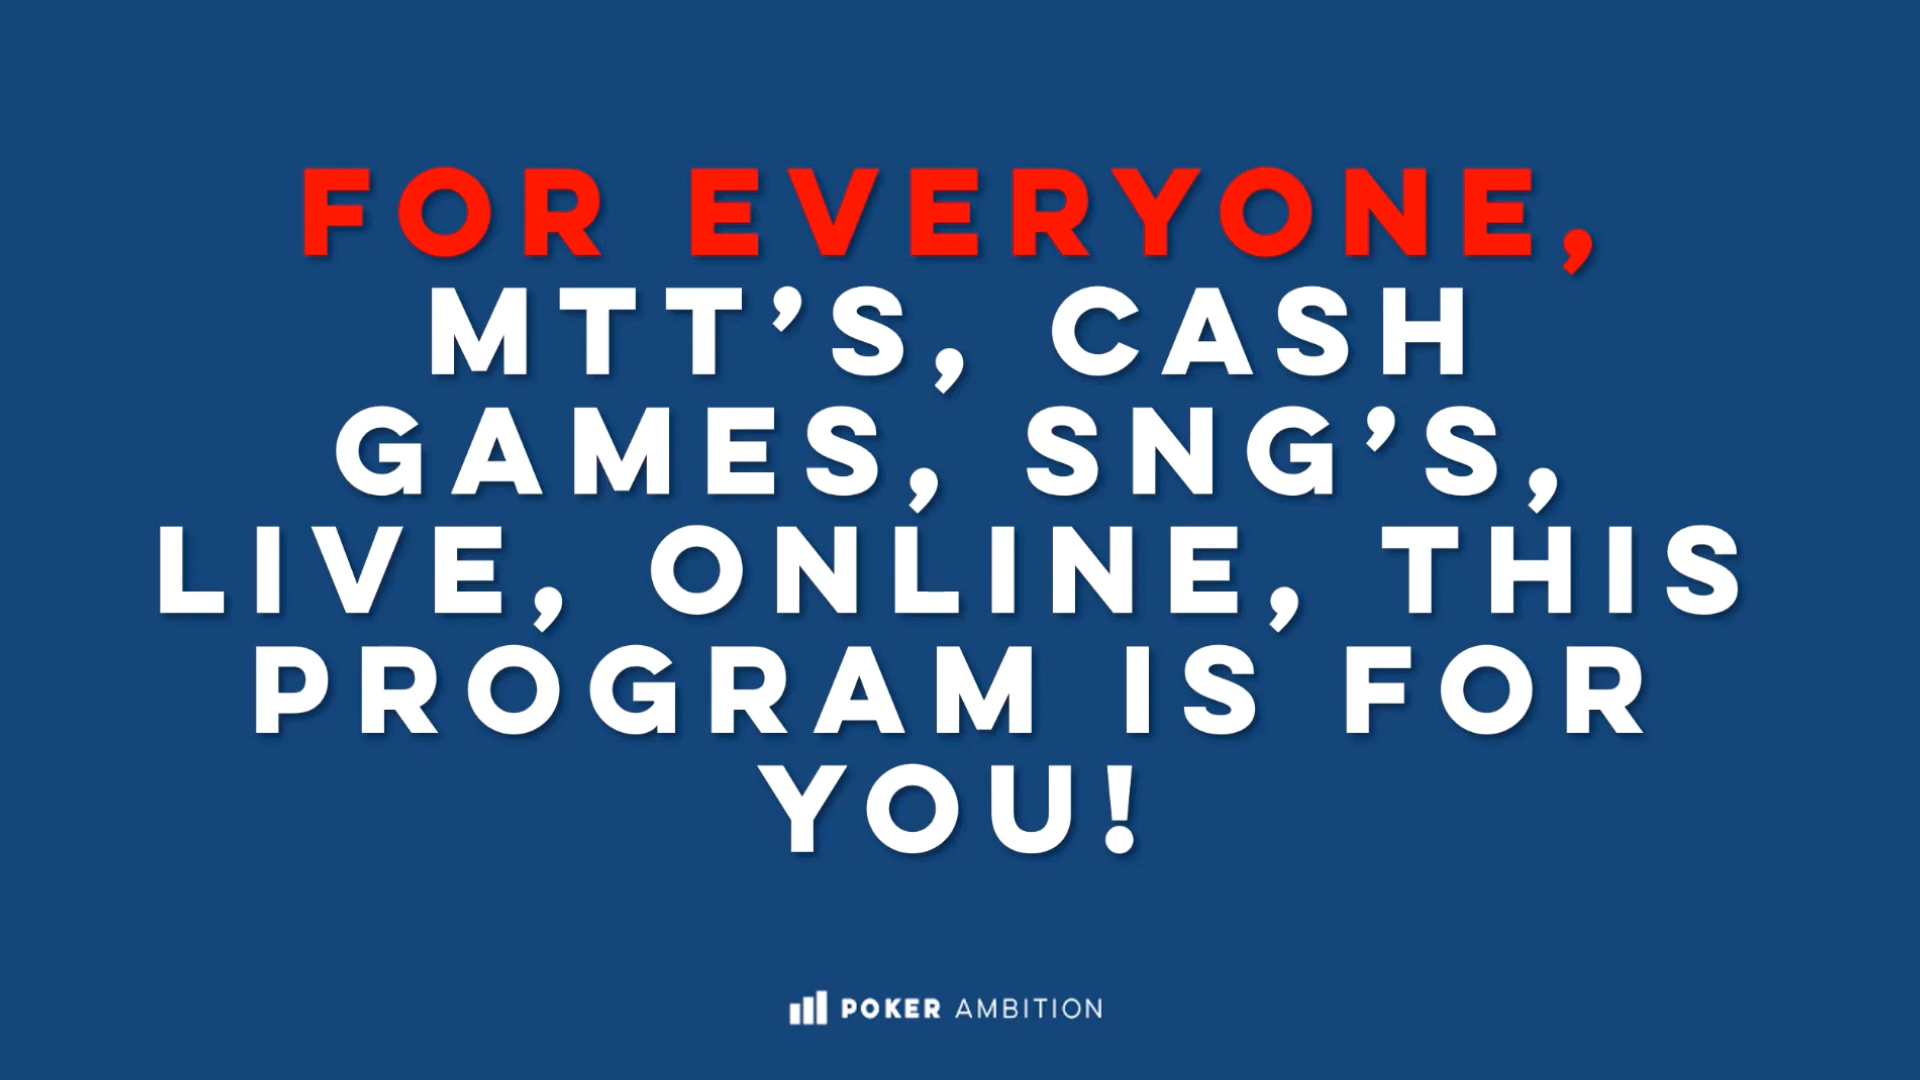 FOR EVERYONE,
MTT’S, CASH
GAMES, SNG’S,
LIVE, ONLINE, THIS
PROGRAM IS FOR
YOU!
POKER AMBITION